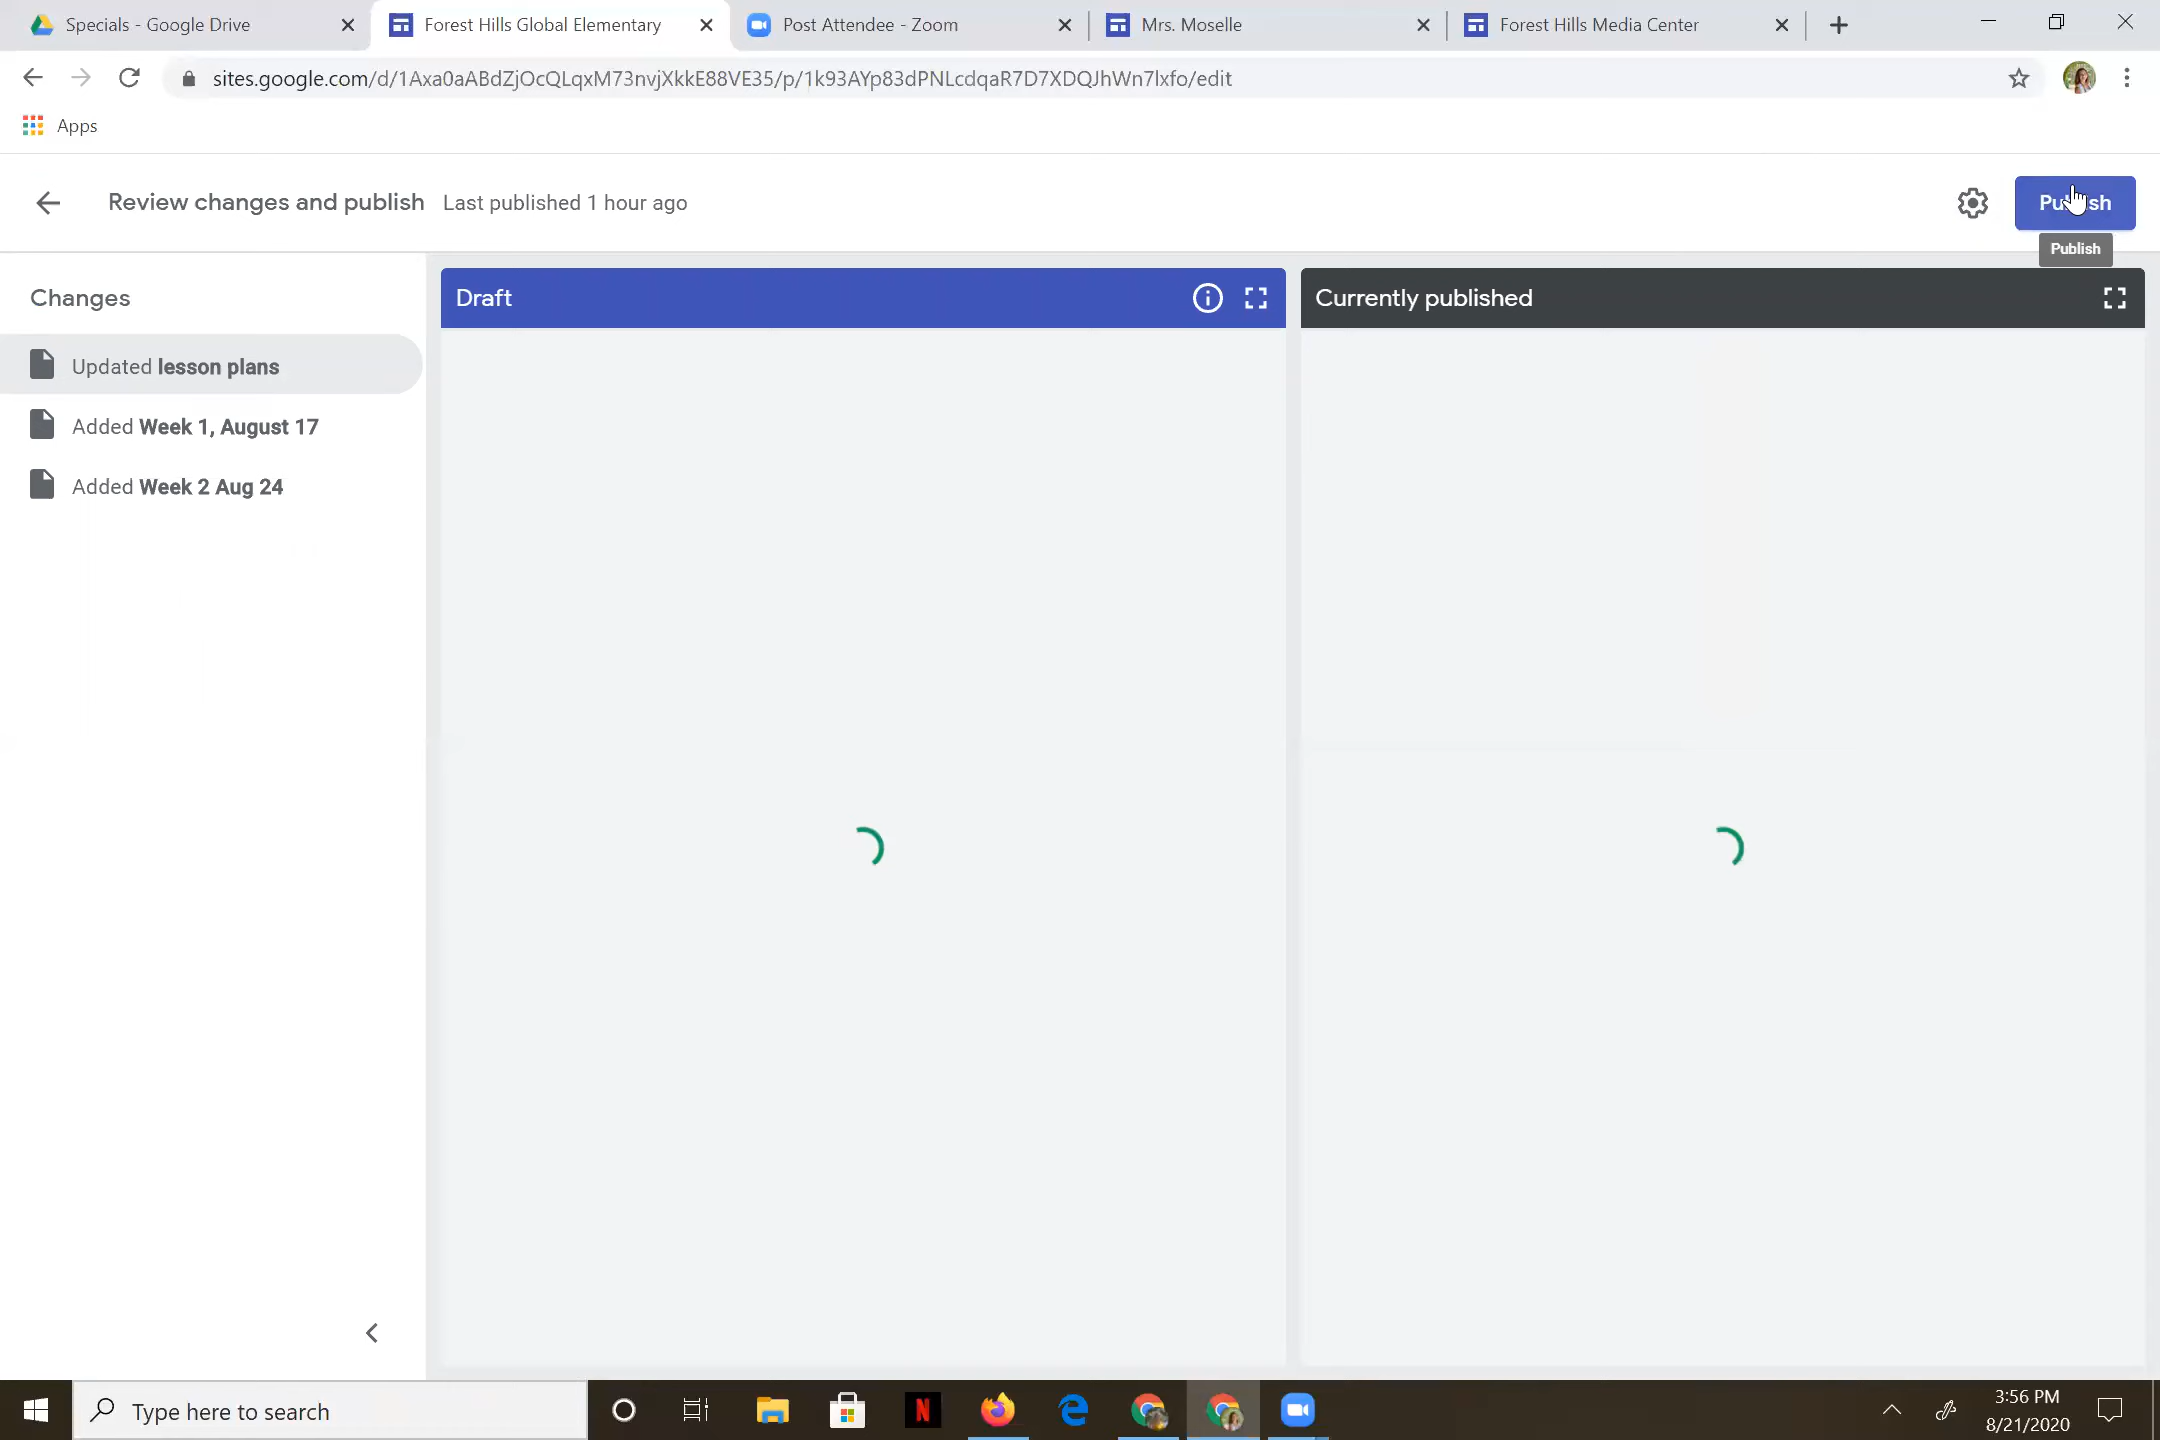 Specials - Google Drive
Forest Hills Global Elementary
Post Attendee - Zoom
Mrs. Moselle
Forest Hills Media Center
sites.google.com/d/1Axa0aABdZjOcQLqxM73nvjXkkE88VE35/p/1k93AYp83dPNLcdqaR7D7XDQJhWn7lxfo/edit
Apps
Review changes and publish Last published 1 hour ago
Publish
Publish
Changes
Draft
Currently published
Updated lesson plans
Added Week 1, August 17
Added Week 2 Aug 24
Type here to search
3:56 PM
8/21/2020